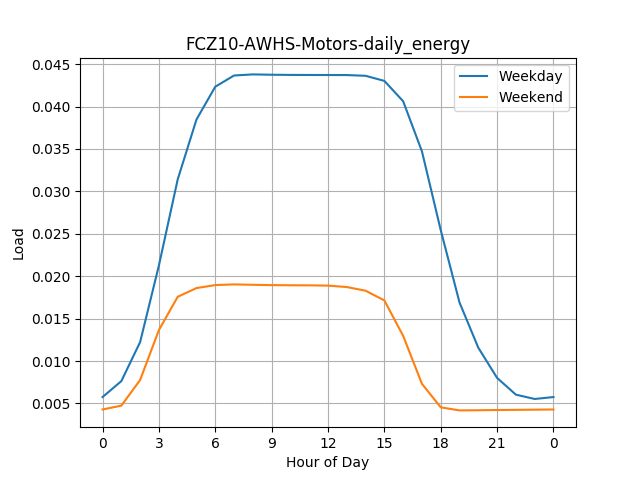 FCZ10-AWHS-Motors-daily_energy
Weekday
Weekend
0.045
0.040
0.035
0.030
0.025
0.020
0.015
0.010
0.005
Load
0 3 6 9 12 15 18 21 0
Hour of Day